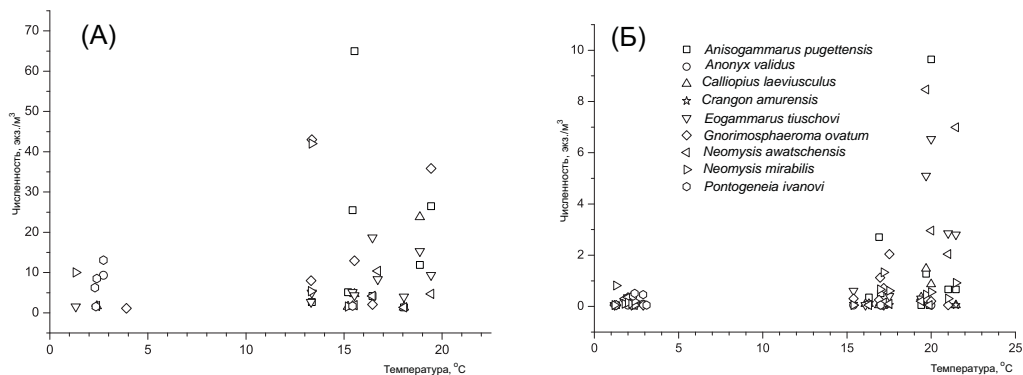 (А)
70
60
50
40
30
20
10
0
Численность, экз./м³
0 5 10 15 20
Температура, °C
(Б)
10
8
6
4
2
0
Численность, экз./м³
0 5 10 15 20 25
Температура, °C
Anisogammarus pugettensis
Anonyx validus
Calliopius laeviusculus
Crangon amurensis
Eogammarus tiuschovi
Gnorimosphaeroma ovatum
Neomysis awatschensis
Neomysis mirabilis
Pontogeneia ivanovi